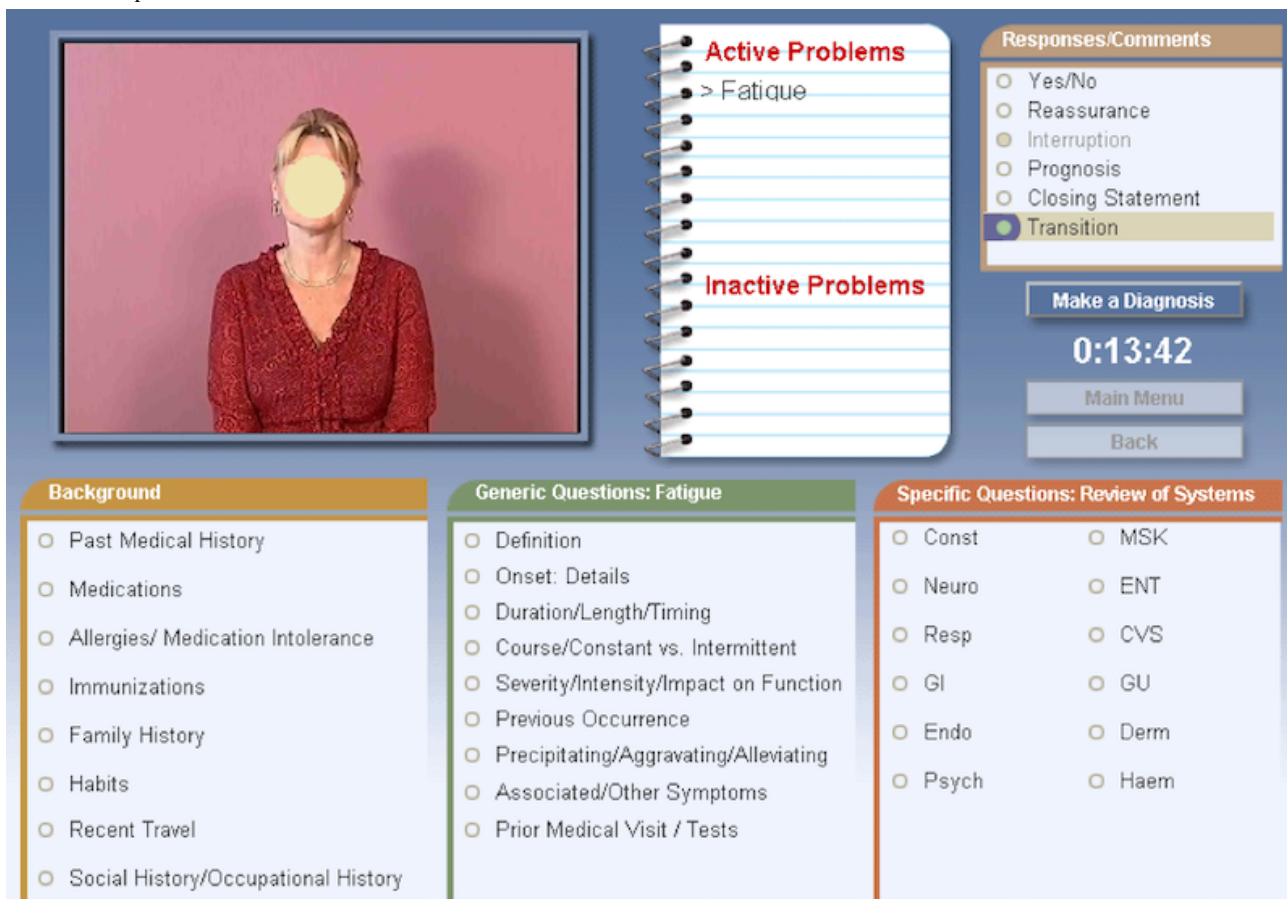 Active Problems
> Fatigue
Inactive Problems
Responses/Comments
Yes/No
Reassurance
Interruption
Prognosis
Closing Statement
Transition
Make a Diagnosis
0:13:42
Main Menu
Back
Background
Past Medical History
Medications
Allergies/ Medication Intolerance
Immunizations
Family History
Habits
Recent Travel
Social History/Occupational History
Generic Questions: Fatigue
Definition
Onset: Details
Duration/Length/Timing
Course/Constant vs. Intermittent
Severity/Intensity/Impact on Function
Previous Occurrence
Precipitating/Aggravating/Alleviating
Associated/Other Symptoms
Prior Medical Visit / Tests
Specific Questions: Review of Systems
Const MSK
Neuro ENT
Resp CVS
GI GU
Endo Derm
Psych Haem